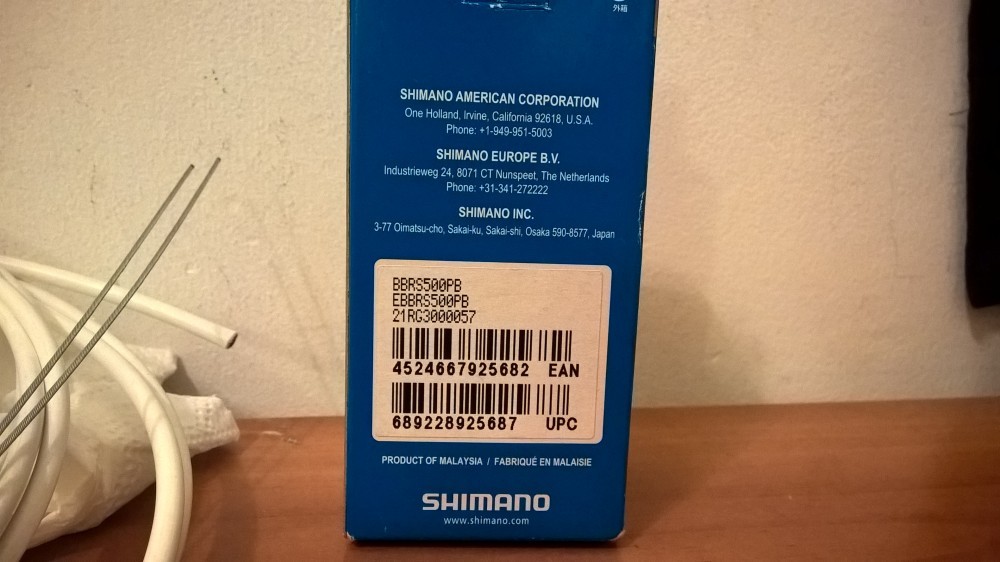 外箱
SHIMANO AMERICAN CORPORATION
One Holland, Irvine, California 92618, U.S.A.
Phone: +1-949-951-5003
SHIMANO EUROPE B.V.
Industrieweg 24, 8071 CT Nunspeet, The Netherlands
Phone: +31-341-272222
SHIMANO INC.
3-77 Oimatsu-cho, Sakai-ku, Sakai-shi, Osaka 590-8577, Japan
BBRS500PB
EBBRS500PB
21RG3000057
4524667925682 EAN
689228925687 UPC
PRODUCT OF MALAYSIA / FABRIQUÉ EN MALAISIE
SHIMANO
www.shimano.com